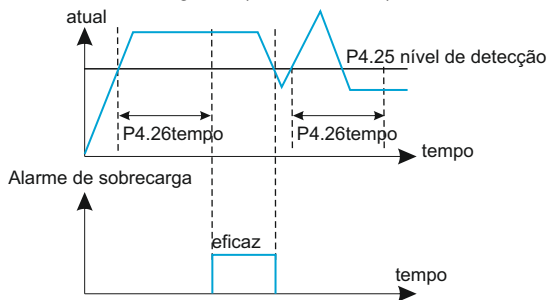 atual
P4.25 nível de detecção
P4.26tempo
P4.26tempo
tempo
Alarme de sobrecarga
eficaz
tempo